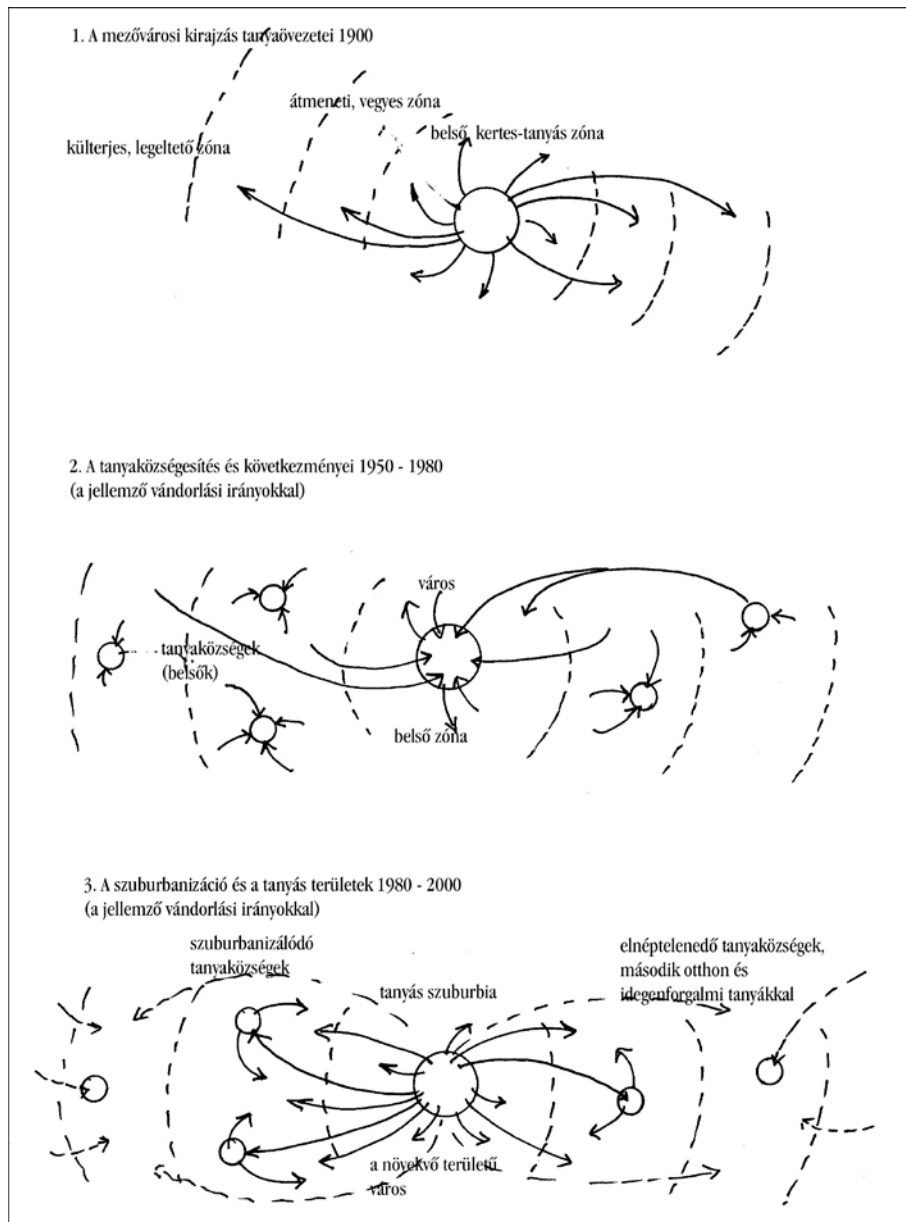 1. A mezővárosi kirajzás tanyaövezetei 1900
átmeneti, vegyes zóna
belső, kertes-tanyás zóna
külterjes, legeltető zóna
2. A tanyaközségesítés és következményei 1950 - 1980
(a jellemző vándorlási irányokkal)
város
tanyaközségek
(belsők)
belső zóna
3. A szuburbanizáció és a tanyás területek 1980 - 2000
(a jellemző vándorlási irányokkal)
szuburbanizálódó
tanyaközségek
tanyás szuburbia
elnéptelenedő tanyaközségek,
második otthon és
idegenforgalmi tanyákkal
a növekvő területű
város